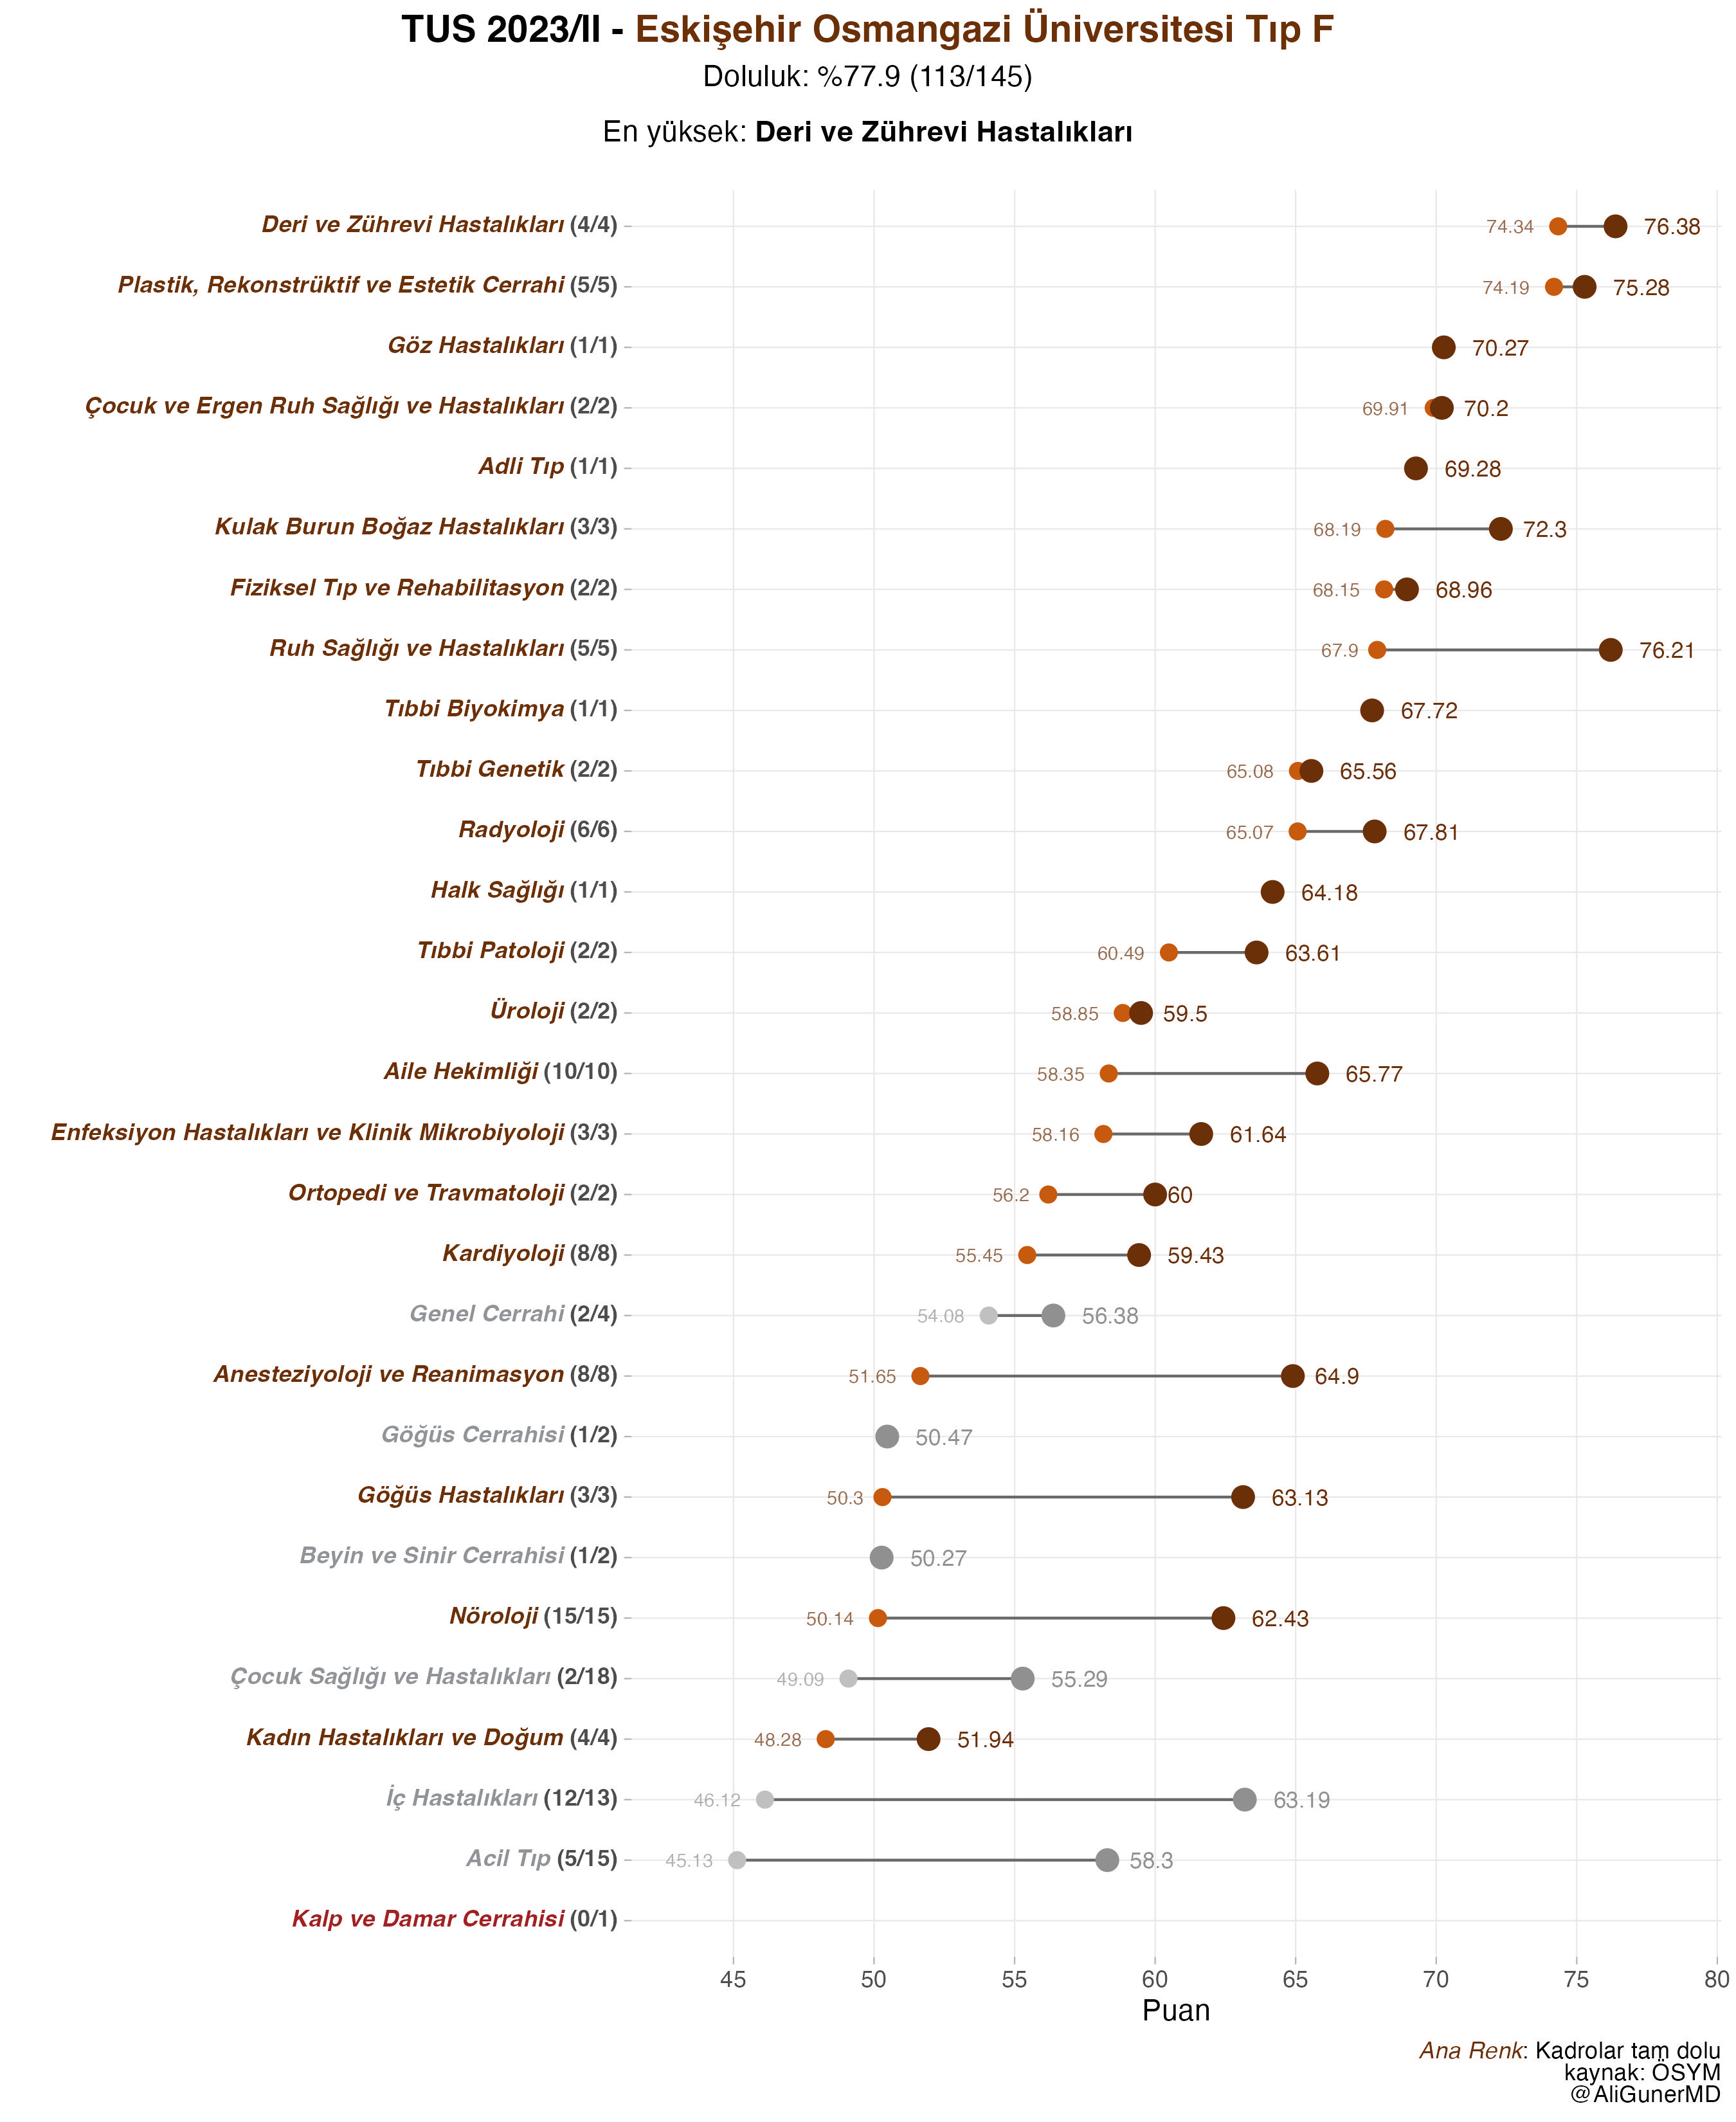 TUS 2023/II - Eskişehir Osmangazi Üniversitesi Tıp F
Doluluk: %77.9 (113/145)
En yüksek: Deri ve Zührevi Hastalıkları
Deri ve Zührevi Hastalıkları (4/4) 74.34 76.38
Plastik, Rekonstrüktif ve Estetik Cerrahi (5/5) 74.19 75.28
Göz Hastalıkları (1/1) 70.27
Çocuk ve Ergen Ruh Sağlığı ve Hastalıkları (2/2) 69.91 70.2
Adli Tıp (1/1) 69.28
Kulak Burun Boğaz Hastalıkları (3/3) 68.19 72.3
Fiziksel Tıp ve Rehabilitasyon (2/2) 68.15 68.96
Ruh Sağlığı ve Hastalıkları (5/5) 67.9 76.21
Tıbbi Biyokimya (1/1) 67.72
Tıbbi Genetik (2/2) 65.08 65.56
Radyoloji (6/6) 65.07 67.81
Halk Sağlığı (1/1) 64.18
Tıbbi Patoloji (2/2) 60.49 63.61
Üroloji (2/2) 58.85 59.5
Aile Hekimliği (10/10) 58.35 65.77
Enfeksiyon Hastalıkları ve Klinik Mikrobiyoloji (3/3) 58.16 61.64
Ortopedi ve Travmatoloji (2/2) 56.2 60
Kardiyoloji (8/8) 55.45 59.43
Genel Cerrahi (2/4) 54.08 56.38
Anesteziyoloji ve Reanimasyon (8/8) 51.65 64.9
Göğüs Cerrahisi (1/2) 50.47
Göğüs Hastalıkları (3/3) 50.3 63.13
Beyin ve Sinir Cerrahisi (1/2) 50.27
Nöroloji (15/15) 50.14 62.43
Çocuk Sağlığı ve Hastalıkları (2/18) 49.09 55.29
Kadın Hastalıkları ve Doğum (4/4) 48.28 51.94
İç Hastalıkları (12/13) 46.12 63.19
Acil Tıp (5/15) 45.13 58.3
Kalp ve Damar Cerrahisi (0/1)
45 50 55 60 65 70 75 80
Puan
Ana Renk: Kadrolar tam dolu
kaynak: ÖSYM
@AliGunerMD